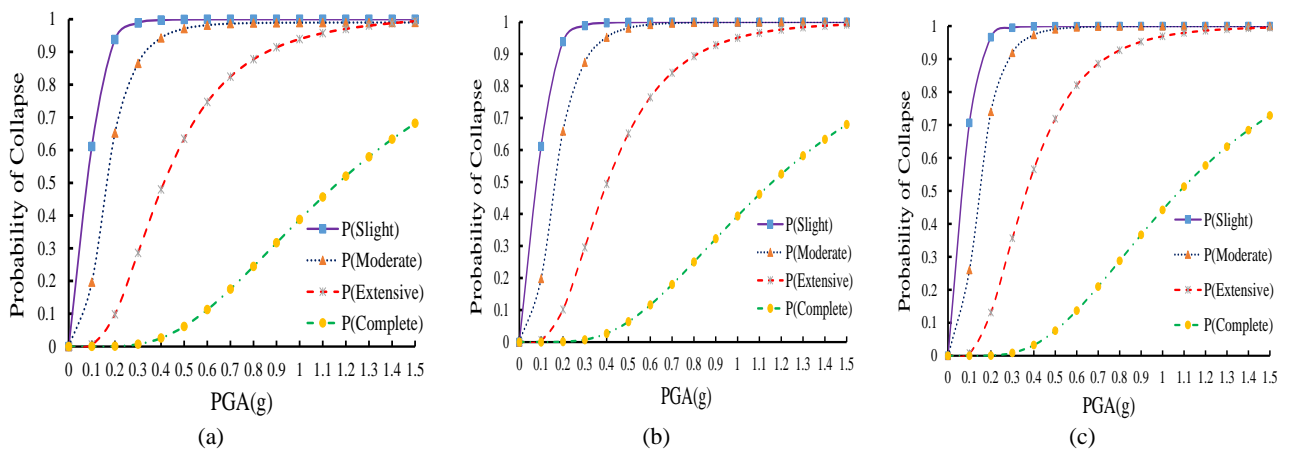 1
0.9
0.8
0.7
0.6
0.5
0.4
0.3
0.2
0.1
0
Probability of Collapse
P(Slight)
P(Moderate)
P(Extensive)
P(Complete)
0 0.1 0.2 0.3 0.4 0.5 0.6 0.7 0.8 0.9 1 1.1 1.2 1.3 1.4 1.5
PGA(g)
(a)
1
0.9
0.8
0.7
0.6
0.5
0.4
0.3
0.2
0.1
0
Probability of Collapse
P(Slight)
P(Moderate)
P(Extensive)
P(Complete)
0 0.1 0.2 0.3 0.4 0.5 0.6 0.7 0.8 0.9 1 1.1 1.2 1.3 1.4 1.5
PGA(g)
(b)
1
0.9
0.8
0.7
0.6
0.5
0.4
0.3
0.2
0.1
0
Probability of Collapse
P(Slight)
P(Moderate)
P(Extensive)
P(Complete)
0 0.1 0.2 0.3 0.4 0.5 0.6 0.7 0.8 0.9 1 1.1 1.2 1.3 1.4 1.5
PGA(g)
(c)